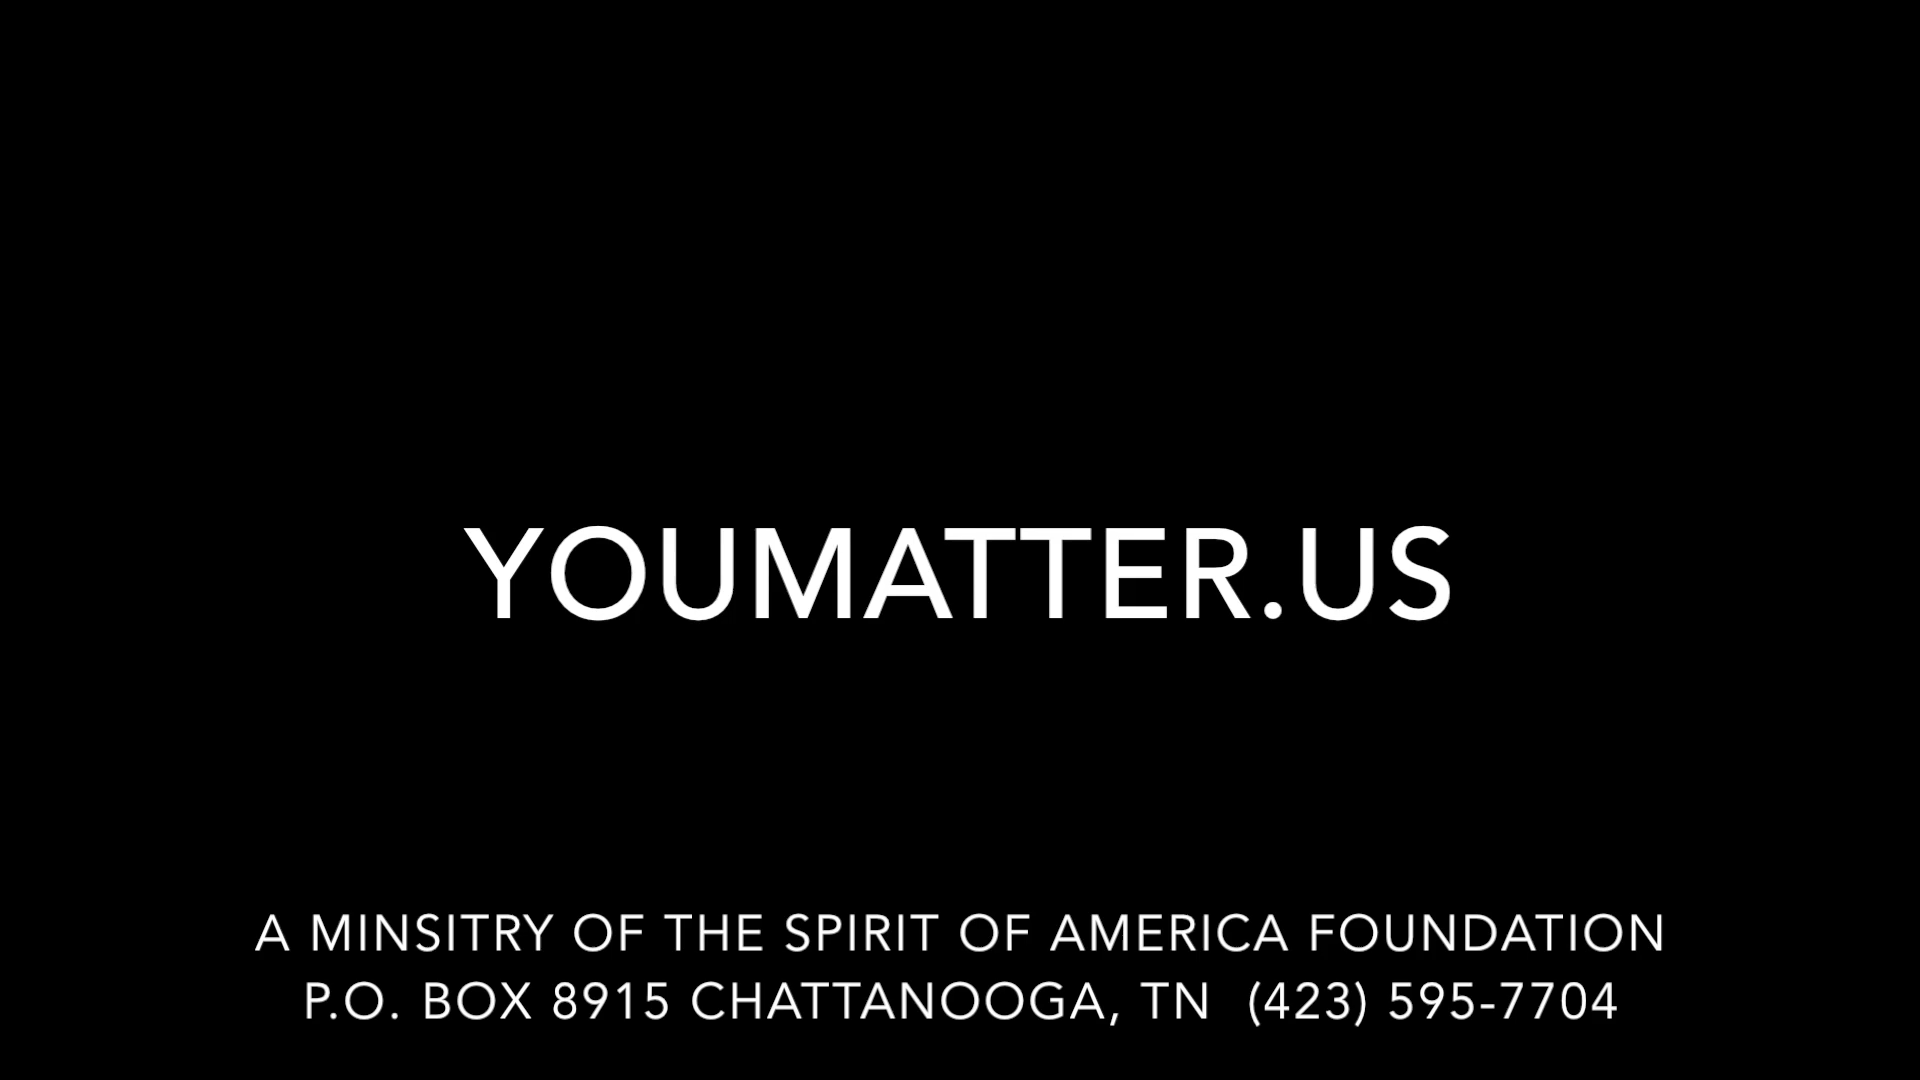 YOUMATTER.US
A MINSITRY OF THE SPIRIT OF AMERICA FOUNDATION
P.O. BOX 8915 CHATTANOOGA, TN  (423) 595-7704